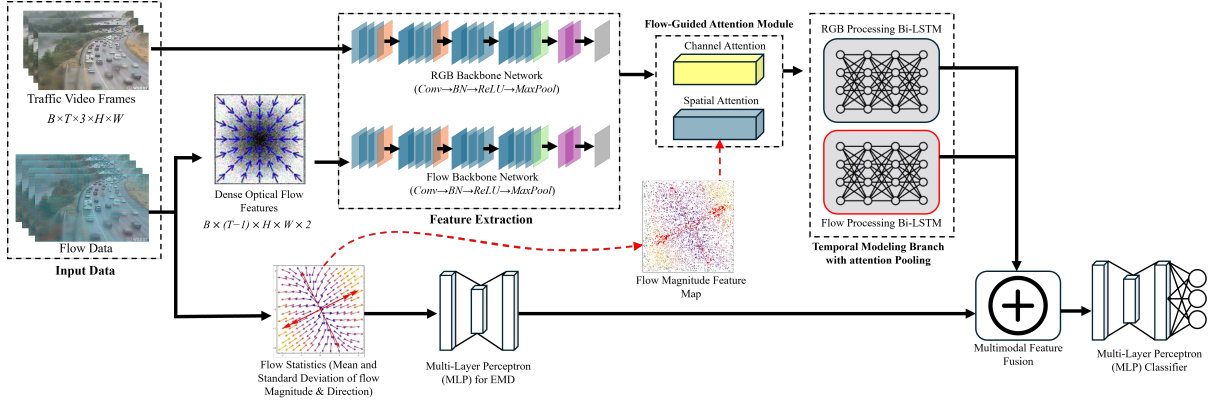 Traffic Video Frames
B×T×3×H×W
Flow Data
Input Data
Dense Optical Flow
Features
B × (T−1) × H × W × 2
RGB Backbone Network
(Conv→BN→ReLU→MaxPool)
Flow Backbone Network
(Conv→BN→ReLU→MaxPool)
Feature Extraction
Flow-Guided Attention Module
Channel Attention
Spatial Attention
RGB Processing Bi-LSTM
Flow Processing Bi-LSTM
Temporal Modeling Branch
with attention Pooling
Flow Magnitude Feature
Map
Flow Statistics (Mean and
Standard Deviation of flow
Magnitude & Direction)
Multi-Layer Perceptron
(MLP) for EMD
Multimodal Feature
Fusion
Multi-Layer Perceptron
(MLP) Classifier